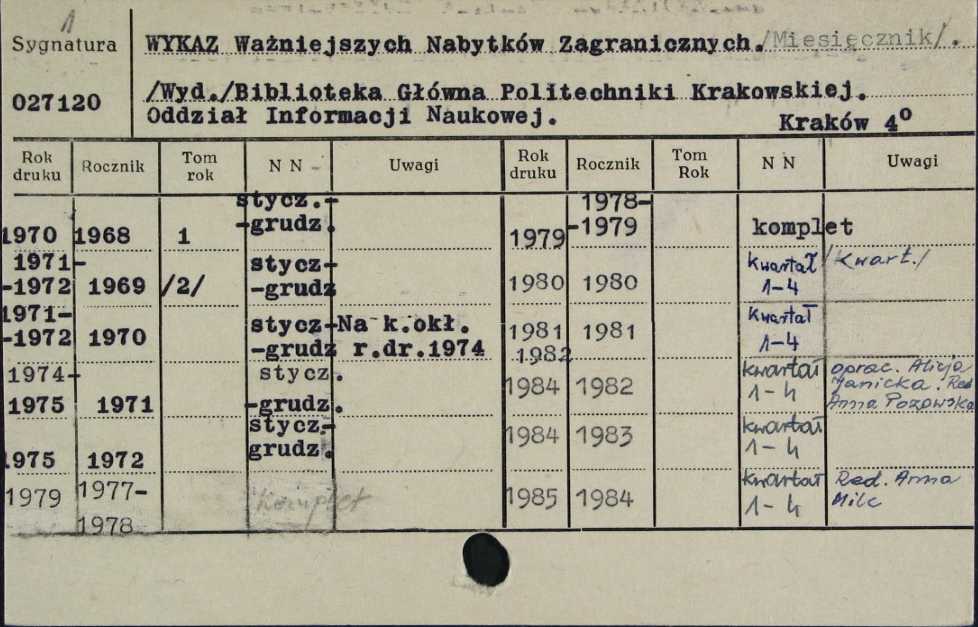 1
Sygnatura
WYKAZ Ważniejszych Nabytków Zagranicznych./Miesięcznik/.
027120
/Wyd./Biblioteka Główna Politechniki Krakowskiej.
Oddział Informacji Naukowej.
Kraków 4º
Rok druku Rocznik Tom rok N N Uwagi Rok druku Rocznik Tom Rok N N Uwagi
1970 1968 1 stycz.-
-grudz.
1971-
-1972 1969 /2/ stycz-
-grudz
1971-
-1972 1970 stycz-
-grudz Na k.okł.
r.dr.1974
1974-
1975 1971 stycz.
-grudz.
1975 1972 stycz-
grudz.
1979 1977-
1978 komplet
1979 1978-
-1979 komplet
1980 1980 kwartał
1-4 /kwart./
1981
1982 1981 kwartał
1-4
1984 1982 kwartał
1-4 oprac. Alicja
Janicka. Red
Anna Pozowska
1984 1983 kwartał
1-4
1985 1984 kwartał
1-4 Red. Anna
Milc